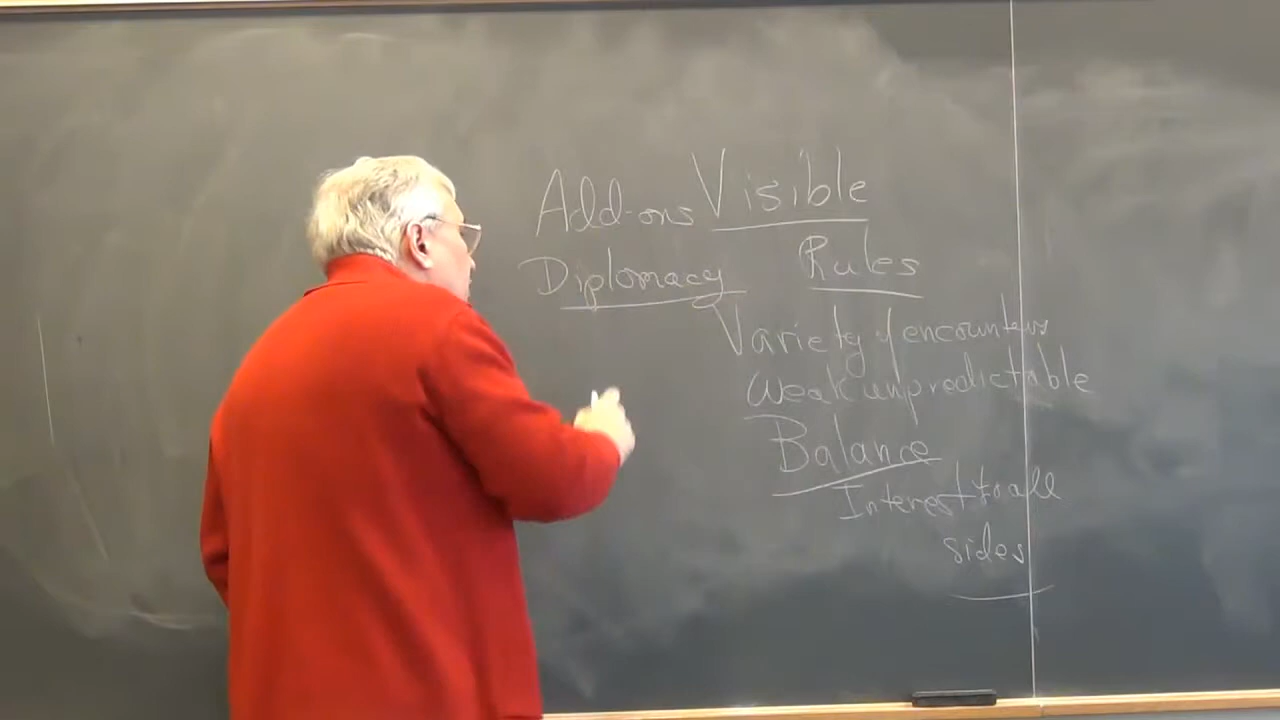 Add-ons Visible
Diplomacy Rules
Variety of encounters
Weak unpredictable
Balance
Interest to all
sides